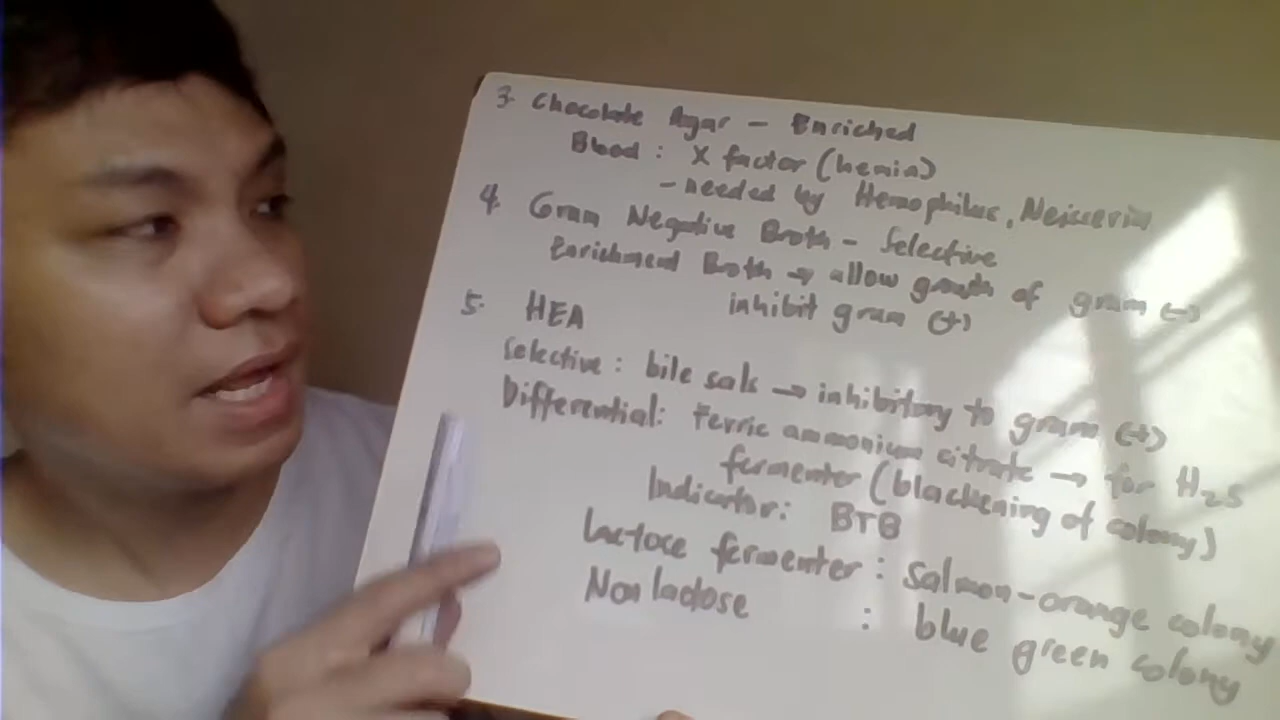 3. Chocolate Agar - Enriched
Blood : X factor (hemin)
- needed by Hemophilus, Neisseria
4. Gram Negative Broth - Selective
Enrichment Broth → allow growth of gram (-)
inhibit gram (+)
5. HEA
Selective : bile sals → inhibitory to gram (+)
Differential: Ferric ammonium citrate → for H2S
fermenter (blackening of colony)
Indicator: BTB
Lactose fermenter : Salmon-orange colony
Non lactose : blue green colony